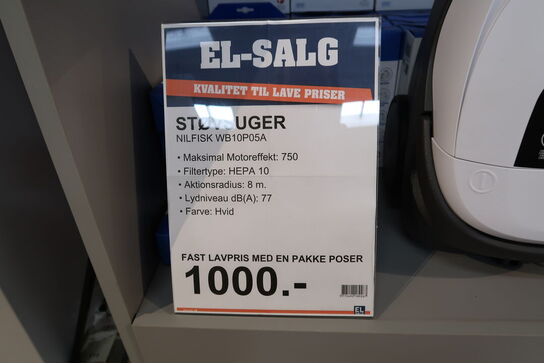 EL-SALG
KVALITET TIL LAVE PRISER
STØVSUGER
NILFISK WB10P05A
• Maksimal Motoreffekt: 750
• Filtertype: HEPA 10
• Aktionsradius: 8 m.
• Lydniveau dB(A): 77
• Farve: Hvid
FAST LAVPRIS MED EN PAKKE POSER
1000.-
EL